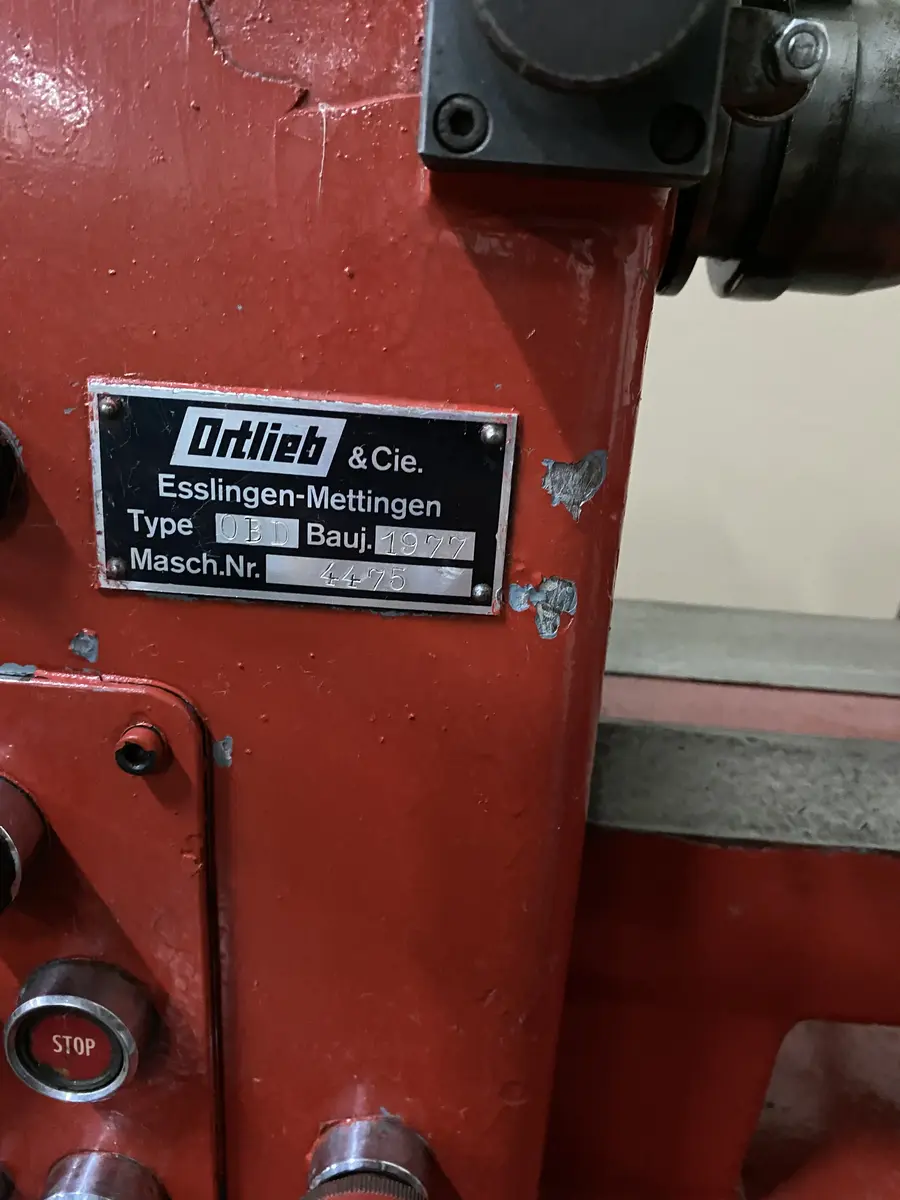 Ortlieb & Cie.
Esslingen-Mettingen
Type OBD Bauj. 1977
Masch.Nr. 4475
STOP